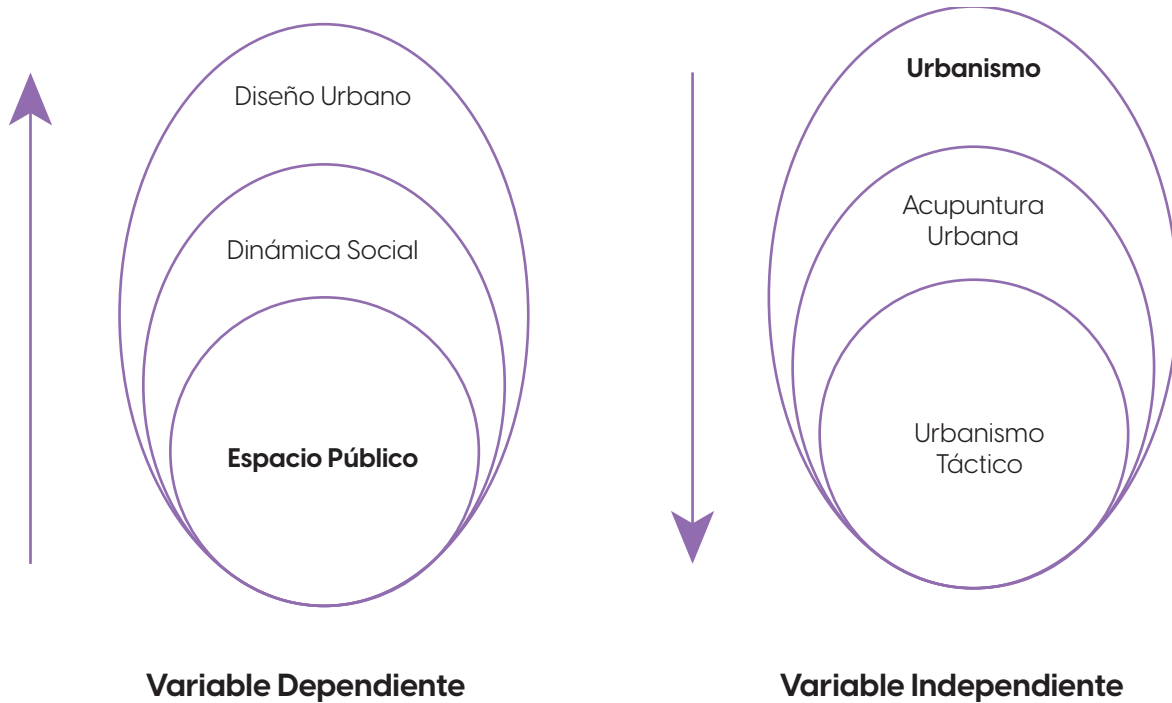 Diseño Urbano
Dinámica Social
Espacio Público
Variable Dependiente
Urbanismo
Acupuntura
Urbana
Urbanismo
Táctico
Variable Independiente